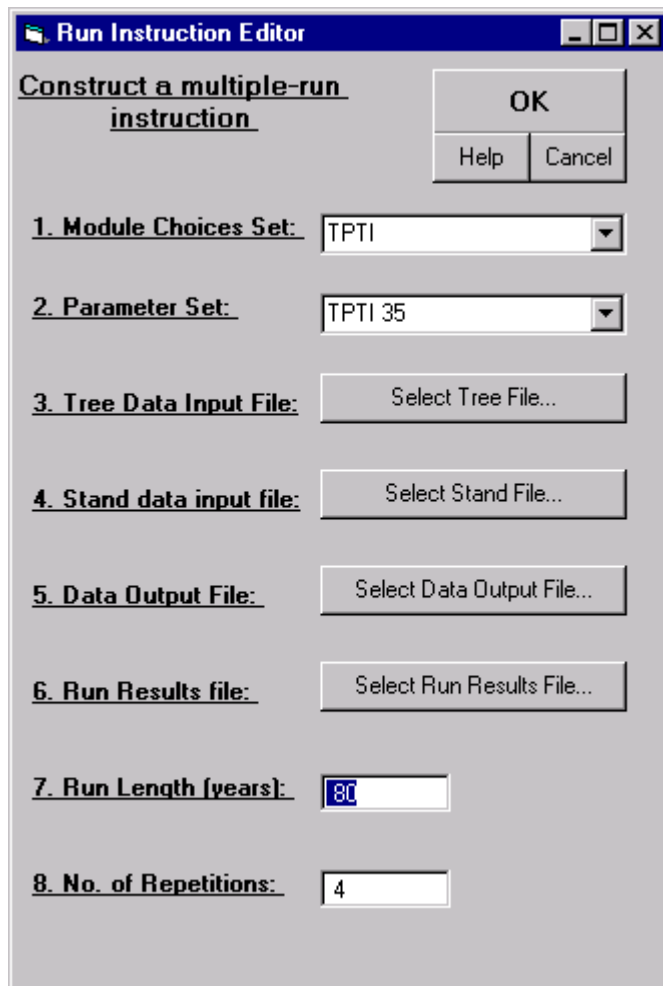 Run Instruction Editor
Construct a multiple-run
instruction
OK
Help Cancel
1. Module Choices Set: TPTI
2. Parameter Set: TPTI 35
3. Tree Data Input File: Select Tree File...
4. Stand data input file: Select Stand File...
5. Data Output File: Select Data Output File...
6. Run Results file: Select Run Results File...
7. Run Length (years): 80
8. No. of Repetitions: 4